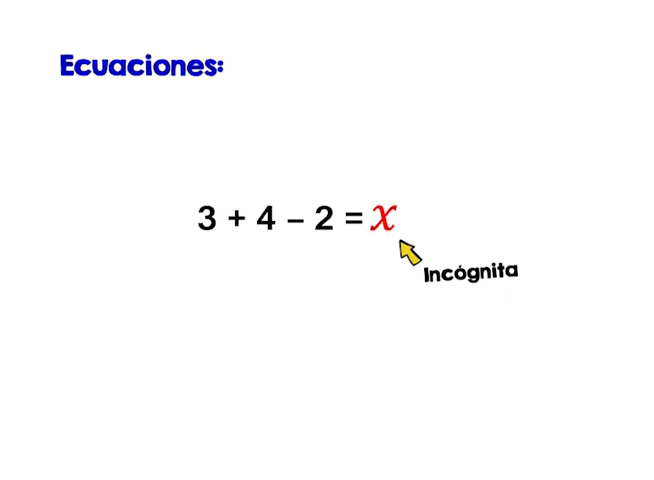 Ecuaciones:
3 + 4 – 2 = x
Incógnita